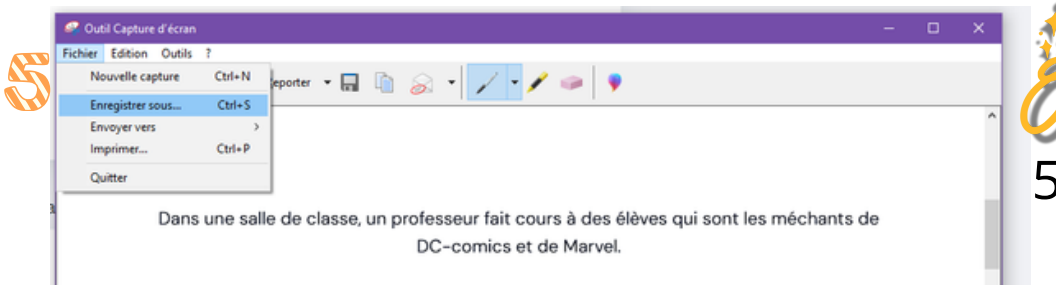 Outil Capture d'écran
Fichier Edition Outils ?
Nouvelle capture Ctrl+N
eporter
Enregistrer sous... Ctrl+S
Envoyer vers
Imprimer... Ctrl+P
Quitter
5
5
Dans une salle de classe, un professeur fait cours à des élèves qui sont les méchants de
DC-comics et de Marvel.